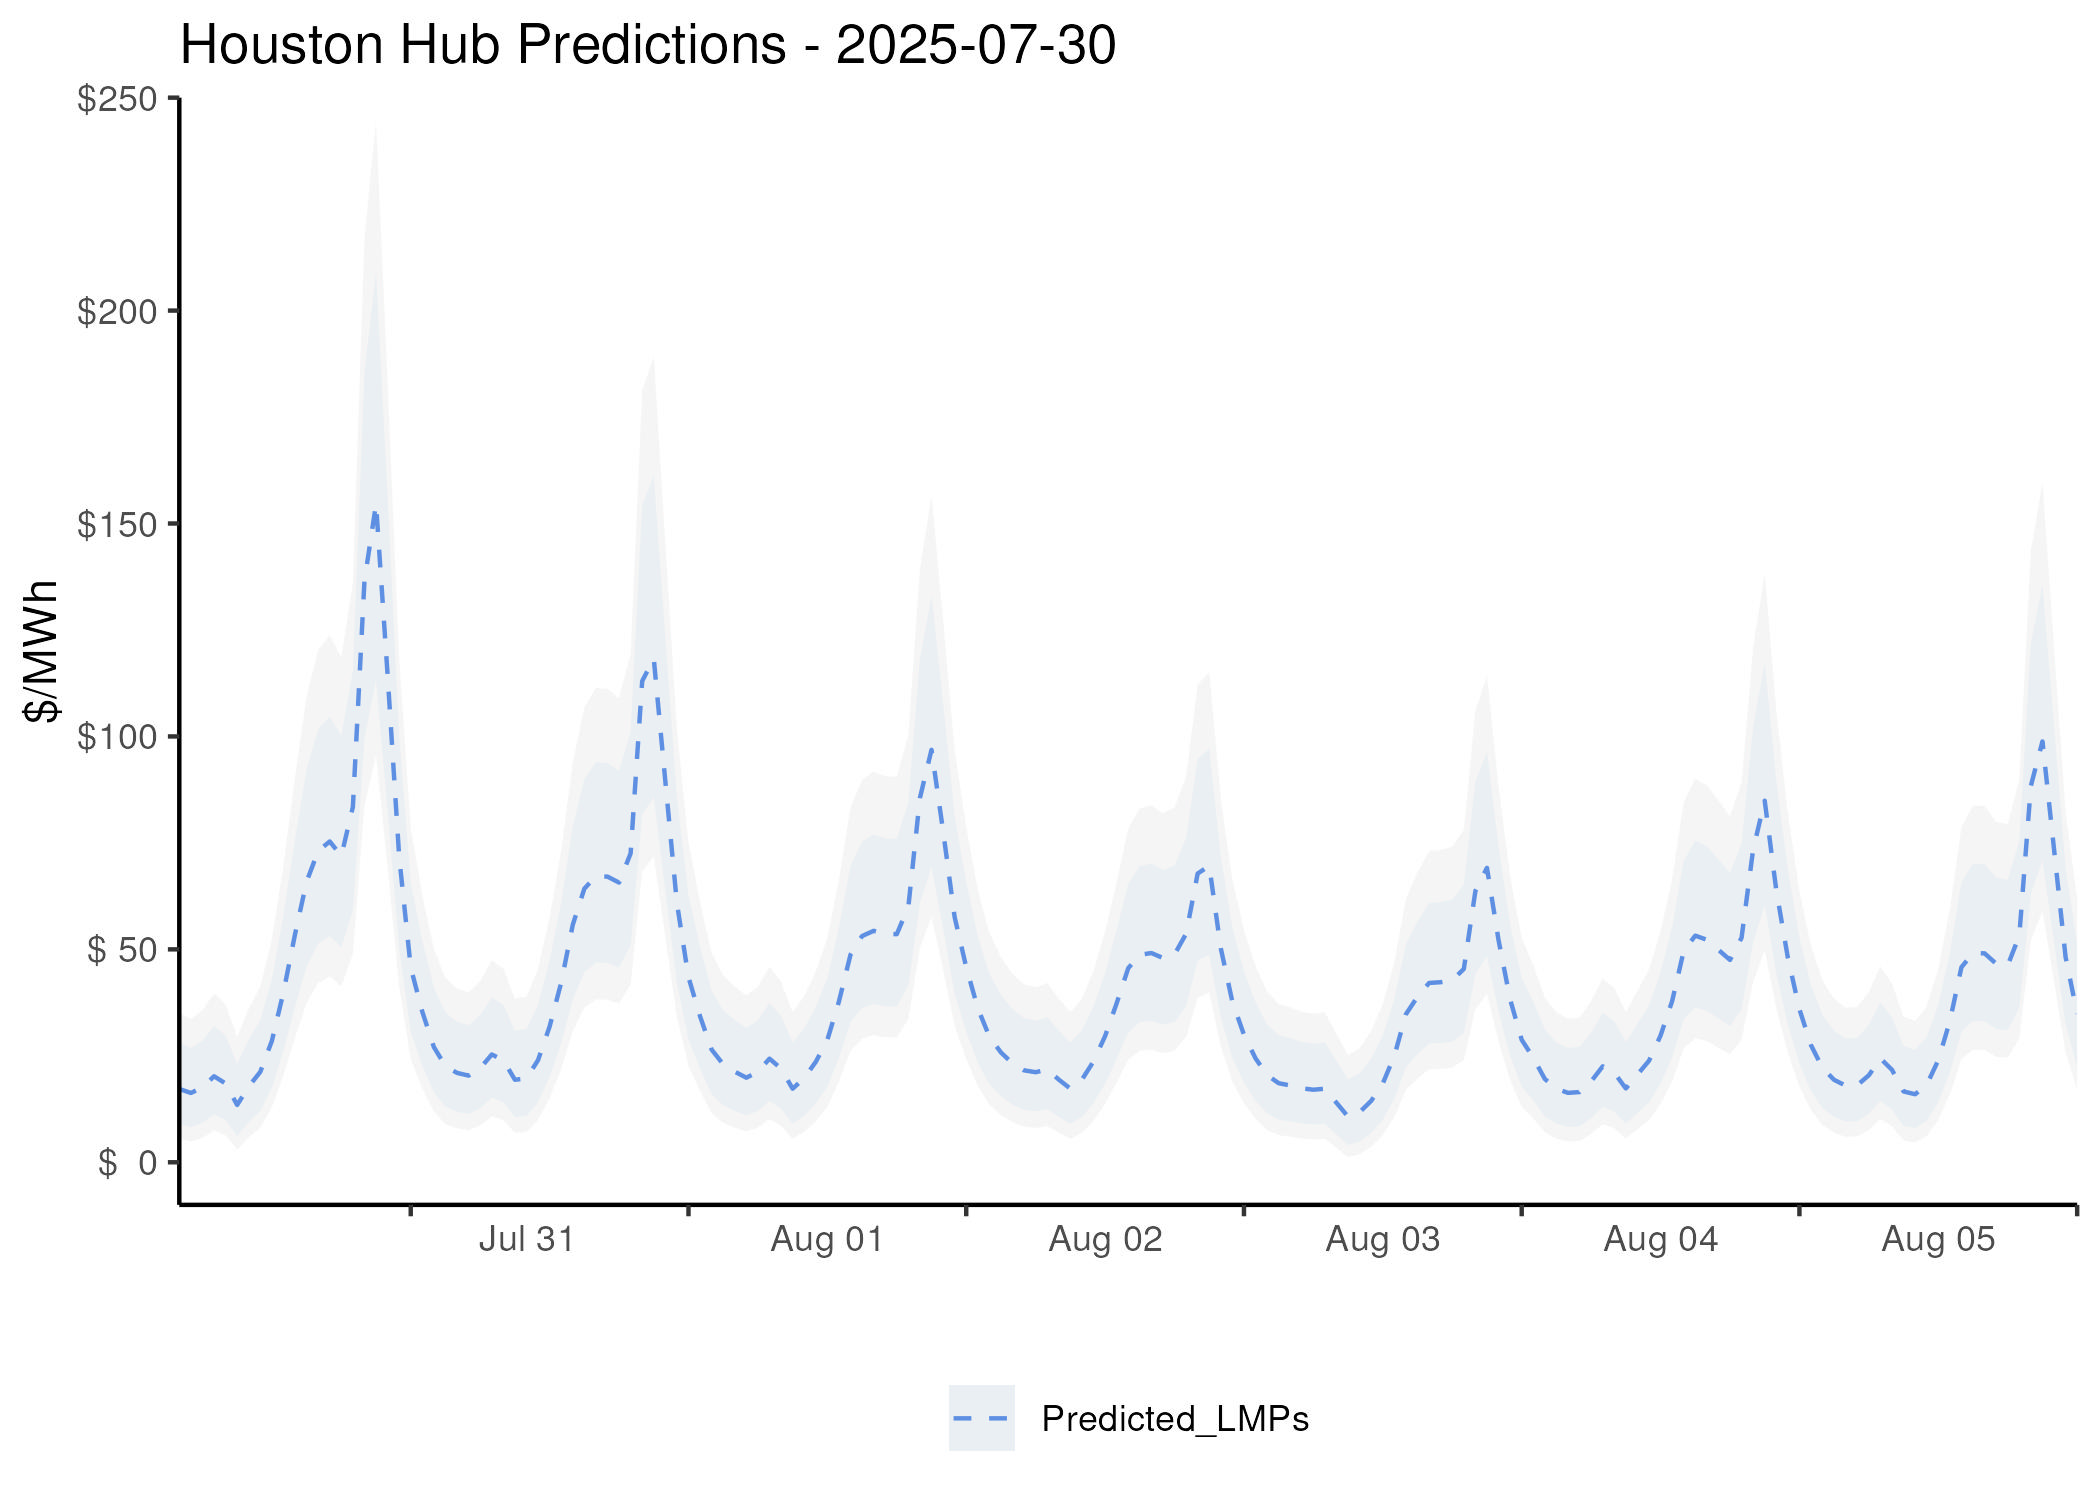 Houston Hub Predictions - 2025-07-30
$250
$200
$150
$100
$ 50
$  0
$/MWh
Jul 31
Aug 01
Aug 02
Aug 03
Aug 04
Aug 05
Predicted_LMPs